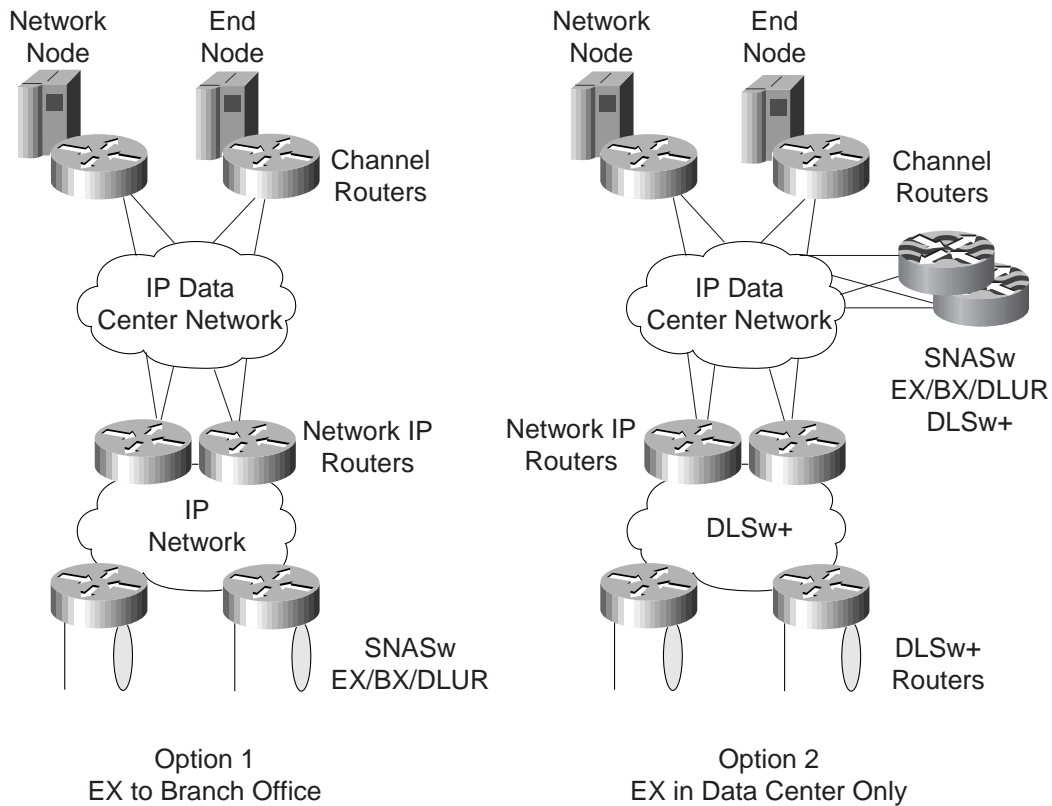 Network
Node
End
Node
Channel
Routers
IP Data
Center Network
Network IP
Routers
IP
Network
SNASw
EX/BX/DLUR
Option 1
EX to Branch Office
Network
Node
End
Node
Channel
Routers
IP Data
Center Network
SNASw
EX/BX/DLUR
DLSw+
Network IP
Routers
DLSw+
DLSw+
Routers
Option 2
EX in Data Center Only